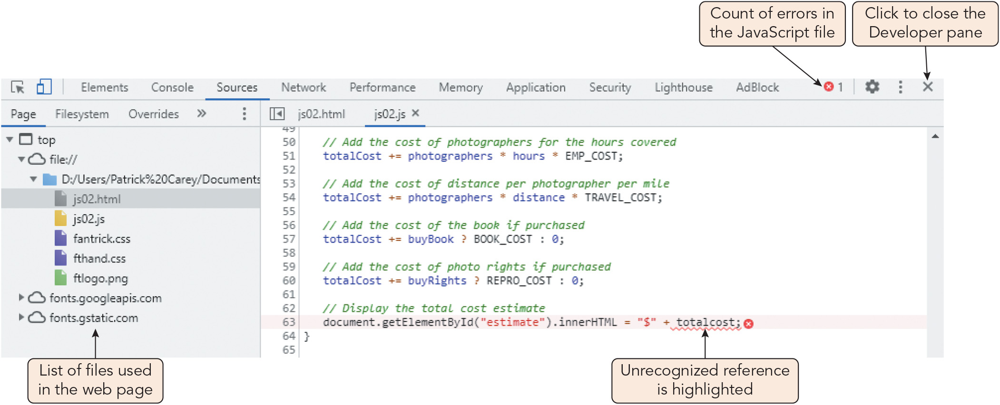 Count of errors in
the JavaScript file
Click to close the
Developer pane
Elements Console Sources Network Performance Memory Application Security Lighthouse AdBlock 1
Page Filesystem Overrides » js02.html js02.js ×
top
file://
D:/Users/Patrick%20Carey/Documents
js02.html
js02.js
fantrick.css
fthand.css
ftlogo.png
fonts.googleapis.com
fonts.gstatic.com
49
50 // Add the cost of photographers for the hours covered
51 totalCost += photographers * hours * EMP_COST;
52
53 // Add the cost of distance per photographer per mile
54 totalCost += photographers * distance * TRAVEL_COST;
55
56 // Add the cost of the book if purchased
57 totalCost += buyBook ? BOOK_COST : 0;
58
59 // Add the cost of photo rights if purchased
60 totalCost += buyRights ? REPRO_COST : 0;
61
62 // Display the total cost estimate
63 document.getElementById("estimate").innerHTML = "$" + totalcost;
64 }
65
List of files used
in the web page
Unrecognized reference
is highlighted